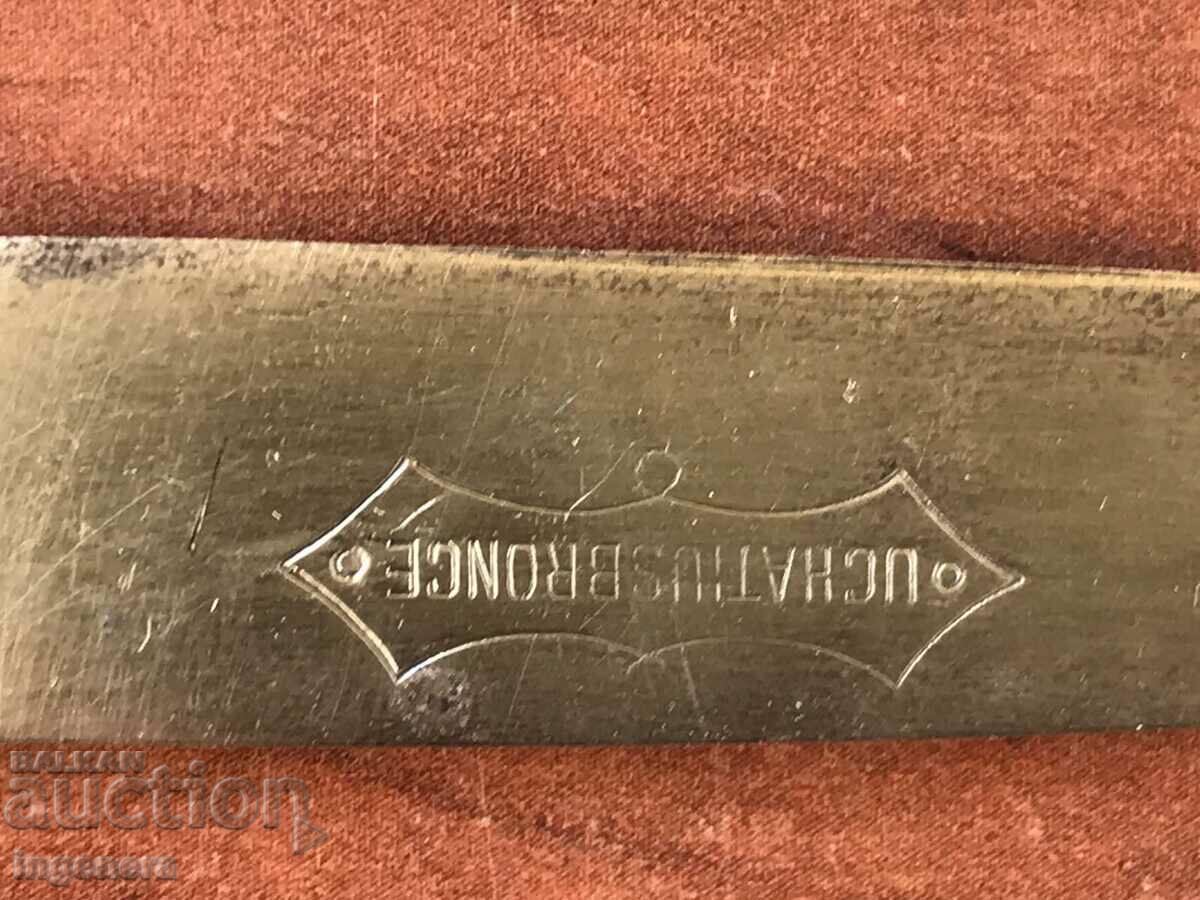 UCHATIUSBRONCE
BALKAN
auction
ingenera